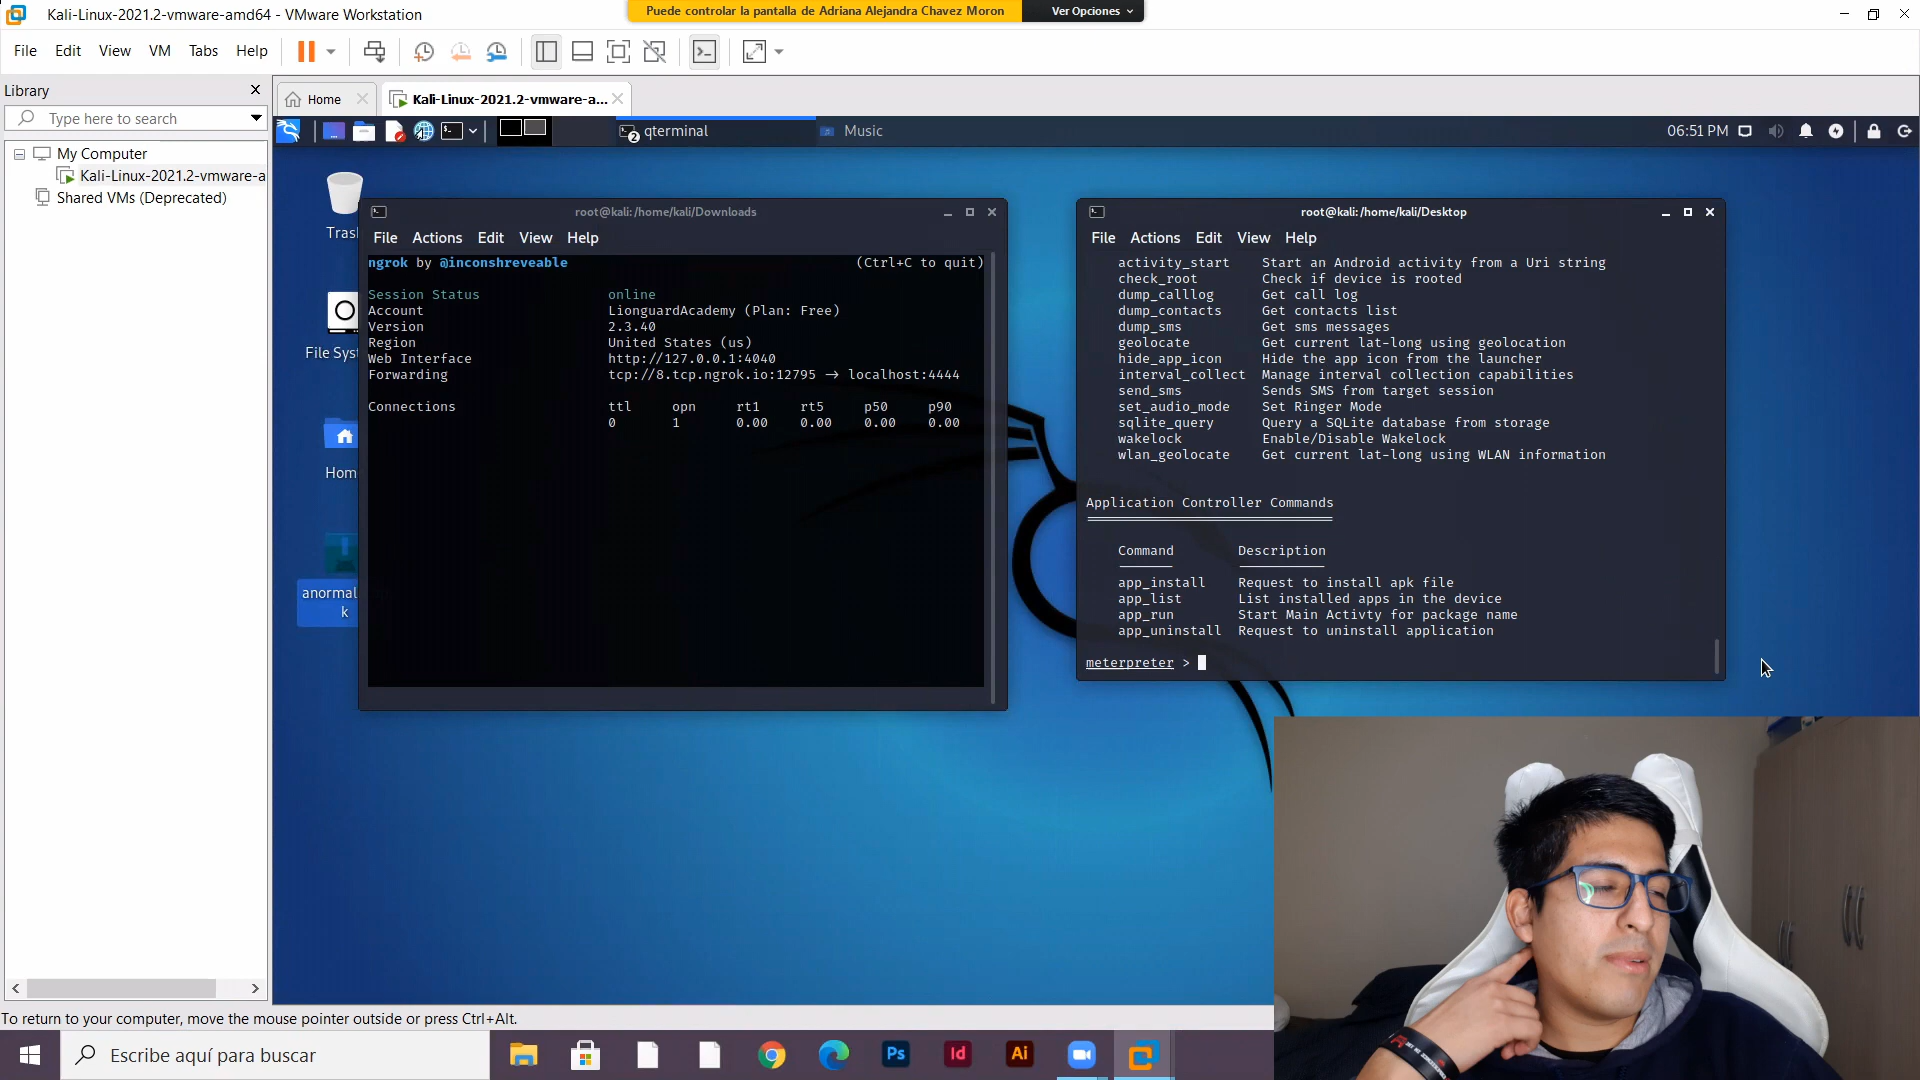 Kali-Linux-2021.2-vmware-amd64 - VMware Workstation
Puede controlar la pantalla de Adriana Alejandra Chavez Moron
Ver Opciones
File Edit View VM Tabs Help
Library
Type here to search
My Computer
Kali-Linux-2021.2-vmware-a
Shared VMs (Deprecated)
Home
Kali-Linux-2021.2-vmware-a...
qterminal
Music
06:51 PM
Trash
File Sys
Hom
anormal
k
root@kali:/home/kali/Downloads
File Actions Edit View Help
ngrok by @inconshreveable (Ctrl+C to quit)
Session Status online
Account LionguardAcademy (Plan: Free)
Version 2.3.40
Region United States (us)
Web Interface http://127.0.0.1:4040
Forwarding tcp://8.tcp.ngrok.io:12795 → localhost:4444
Connections ttl opn rt1 rt5 p50 p90
0 1 0.00 0.00 0.00 0.00
root@kali:/home/kali/Desktop
File Actions Edit View Help
activity_start Start an Android activity from a Uri string
check_root Check if device is rooted
dump_calllog Get call log
dump_contacts Get contacts list
dump_sms Get sms messages
geolocate Get current lat-long using geolocation
hide_app_icon Hide the app icon from the launcher
interval_collect Manage interval collection capabilities
send_sms Sends SMS from target session
set_audio_mode Set Ringer Mode
sqlite_query Query a SQLite database from storage
wakelock Enable/Disable Wakelock
wlan_geolocate Get current lat-long using WLAN information
Application Controller Commands
Command Description
app_install Request to install apk file
app_list List installed apps in the device
app_run Start Main Activty for package name
app_uninstall Request to uninstall application
meterpreter >
To return to your computer, move the mouse pointer outside or press Ctrl+Alt.
Escribe aquí para buscar
Ps
Id
Ai